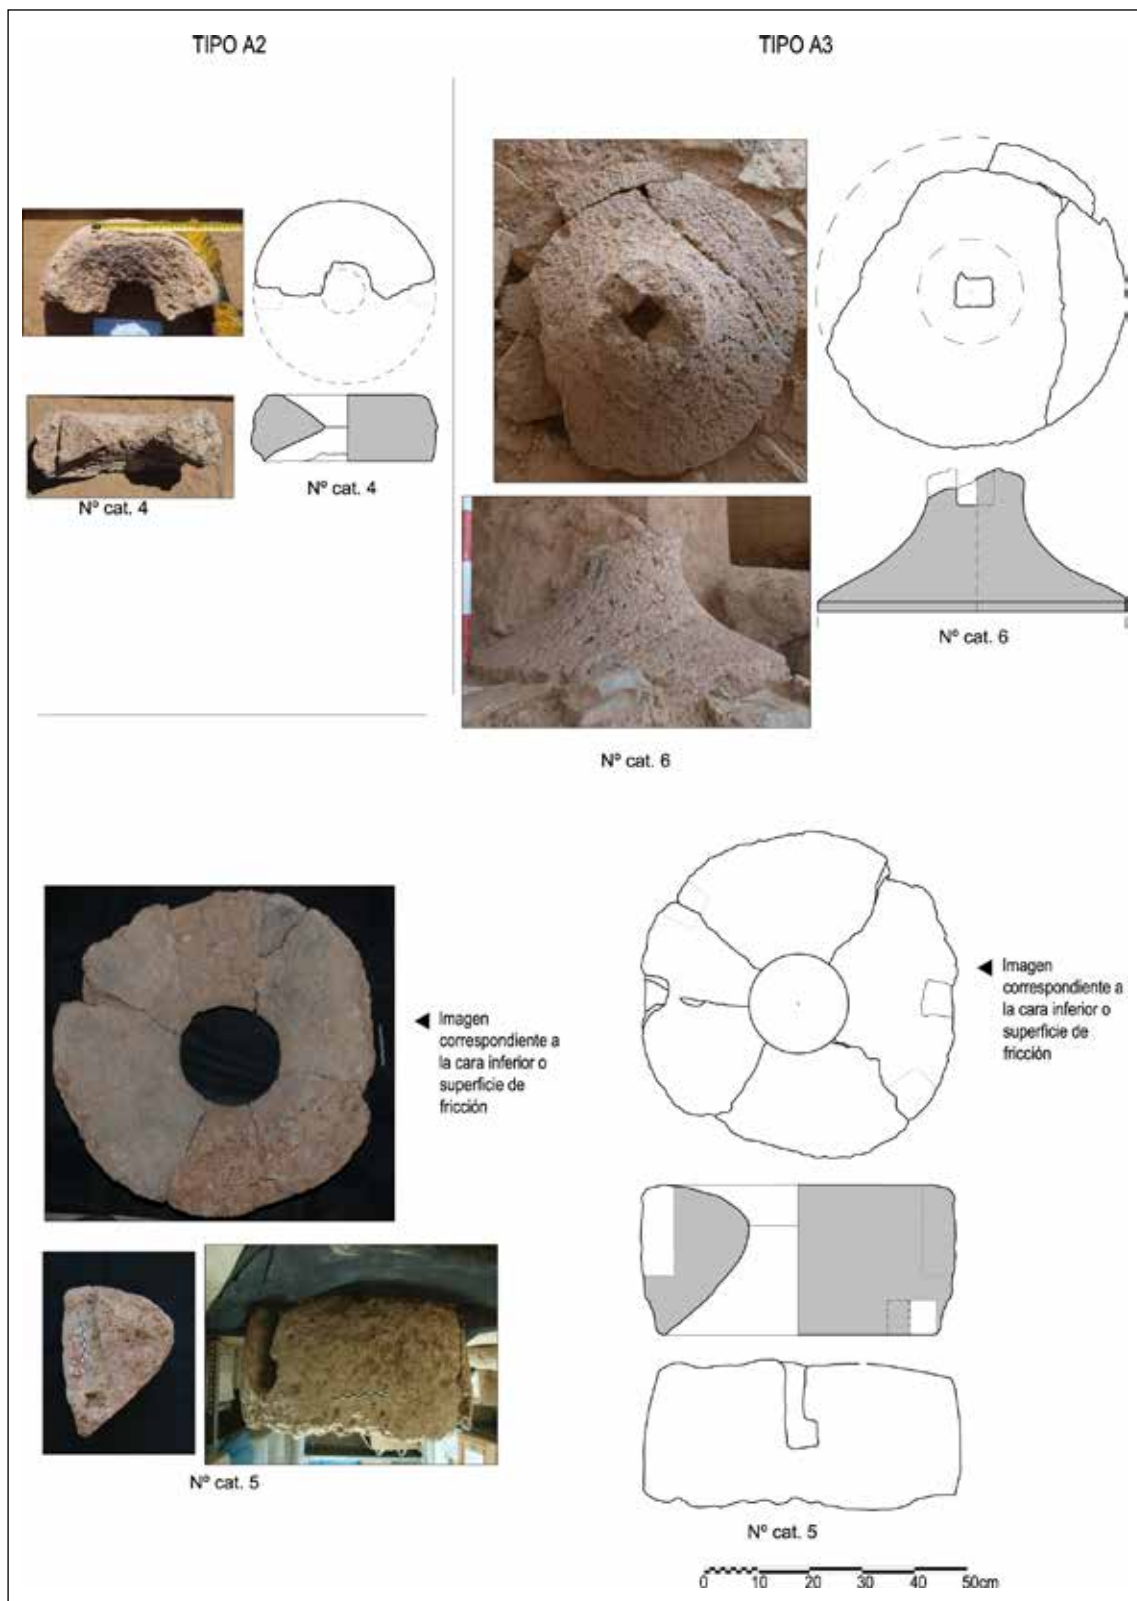 TIPO A2
TIPO A3
Nº cat. 4
Nº cat. 4
Nº cat. 6
Nº cat. 6
◄ Imagen
correspondiente a
la cara inferior o
superficie de
fricción
◄ Imagen
correspondiente a
la cara inferior o
superficie de
fricción
Nº cat. 5
Nº cat. 5
0 10 20 30 40 50cm